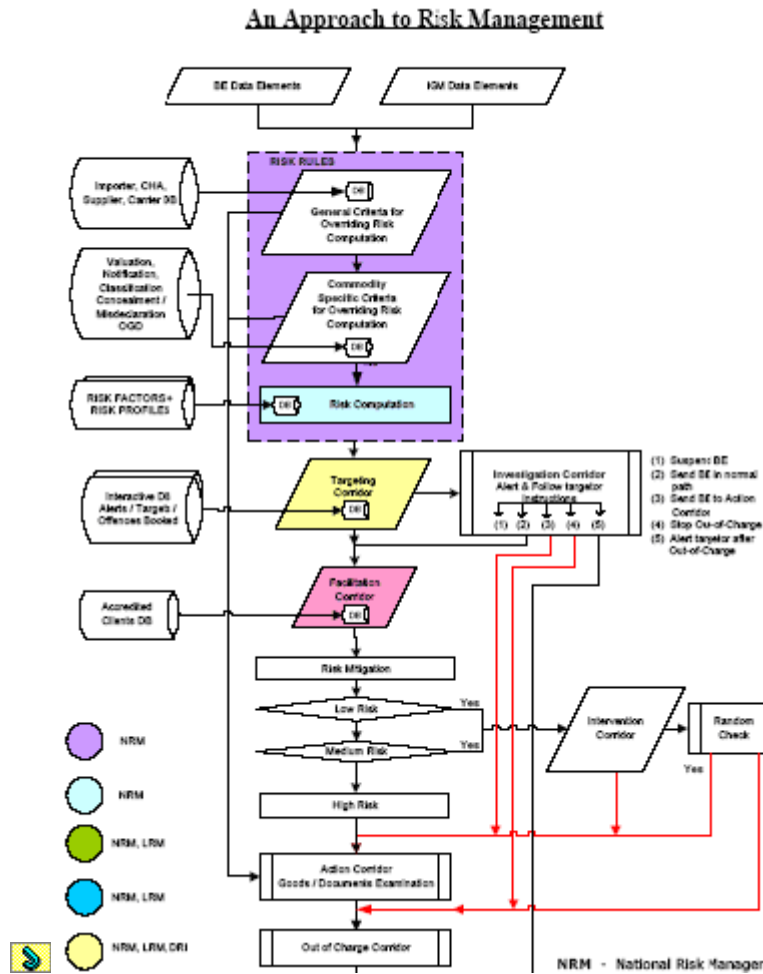 An Approach to Risk Management
BE Data Elements
IGM Data Elements
RISK RULES
Importer, CHA,
Supplier, Carrier DB
DB
General Criteria for
Overriding Risk
Computation
Valuation,
Notification,
Classification
Concealment /
Misdeclaration
OGD
Commodity
Specific Criteria
for Overriding Risk
Computation
DB
RISK FACTORS+
RISK PROFILES
DB
Risk Computation
Targeting
Corridor
DB
Interactive DB
Alerts / Targets /
Offences Booked
Investigation Corridor
Alert & Follow targetor
Instructions
(1) (2) (3) (4) (5)
(1) Suspent BE
(2) Send BE in normal
path
(3) Send BE to Action
Corridor
(4) Stop Ou-of-Charge
(5) Alert targetor after
Out-of-Charge
Facilitation
Corridor
DB
Accredited
Clients DB
Risk Mitigation
Low Risk
Yes
Medium Risk
Yes
Intervention
Corridor
Random
Check
Yes
High Risk
Action Corridor
Goods / Documents Examination
Out of Charge Corridor
NRM
NRM
NRM, LRM
NRM, LRM
NRM, LRM, DRI
NRM - National Risk Manager